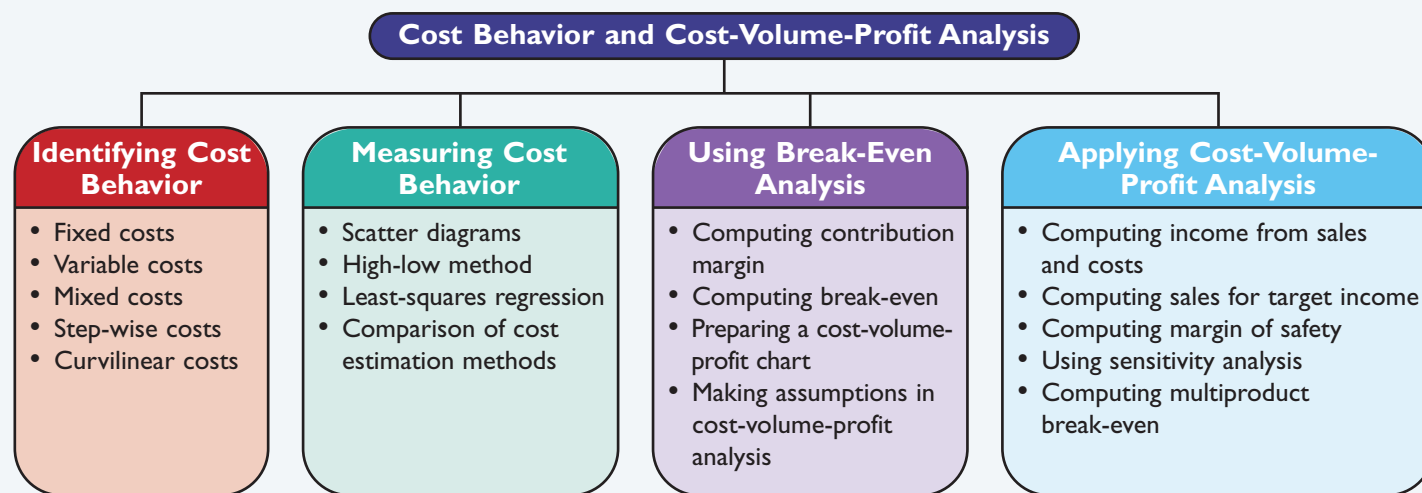 Cost Behavior and Cost-Volume-Profit Analysis
Identifying Cost
Behavior
• Fixed costs
• Variable costs
• Mixed costs
• Step-wise costs
• Curvilinear costs
Measuring Cost
Behavior
• Scatter diagrams
• High-low method
• Least-squares regression
• Comparison of cost
estimation methods
Using Break-Even
Analysis
• Computing contribution
margin
• Computing break-even
• Preparing a cost-volume-
profit chart
• Making assumptions in
cost-volume-profit
analysis
Applying Cost-Volume-
Profit Analysis
• Computing income from sales
and costs
• Computing sales for target income
• Computing margin of safety
• Using sensitivity analysis
• Computing multiproduct
break-even